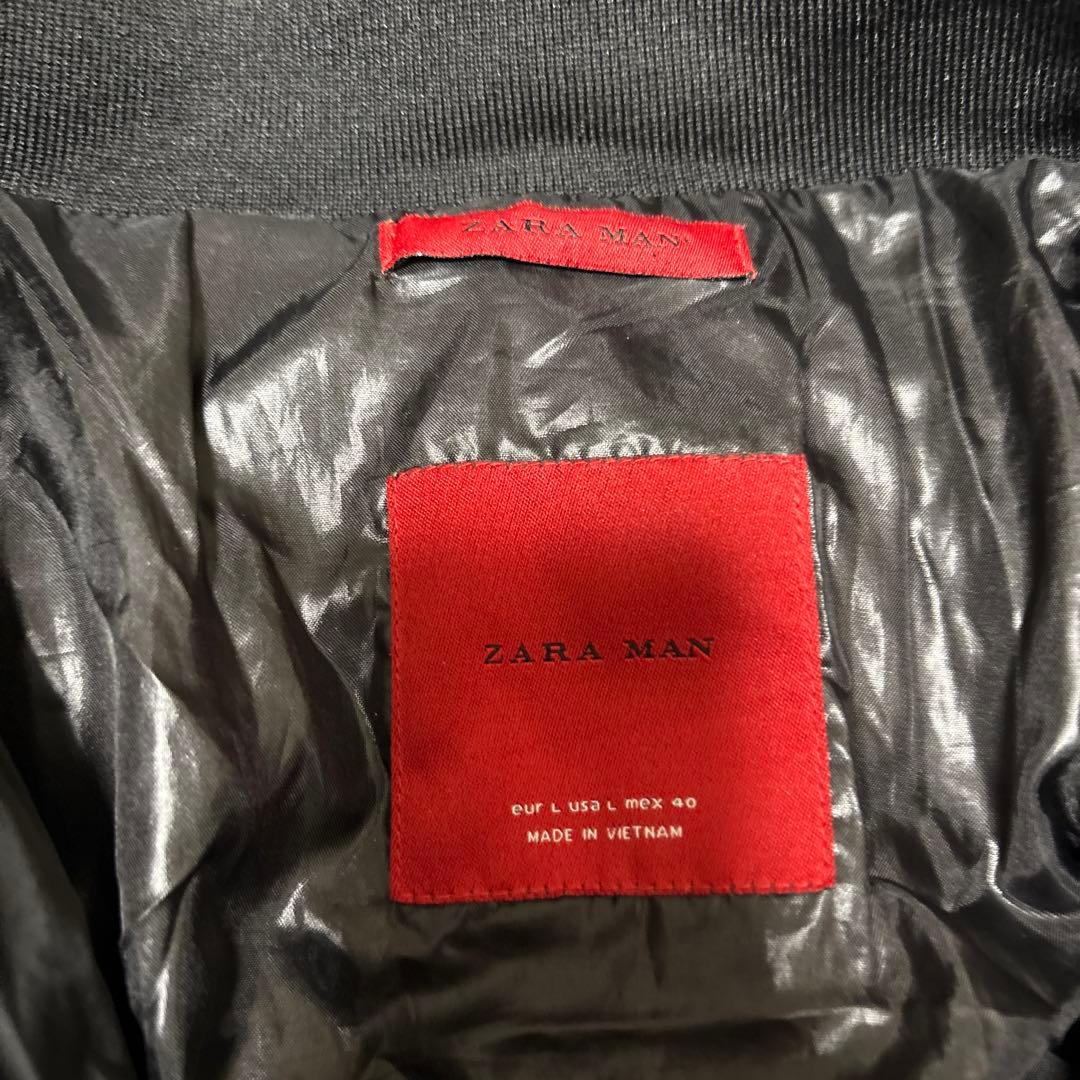 ZARA MAN
ZARA MAN
eur L usa L mex 40
MADE IN VIETNAM